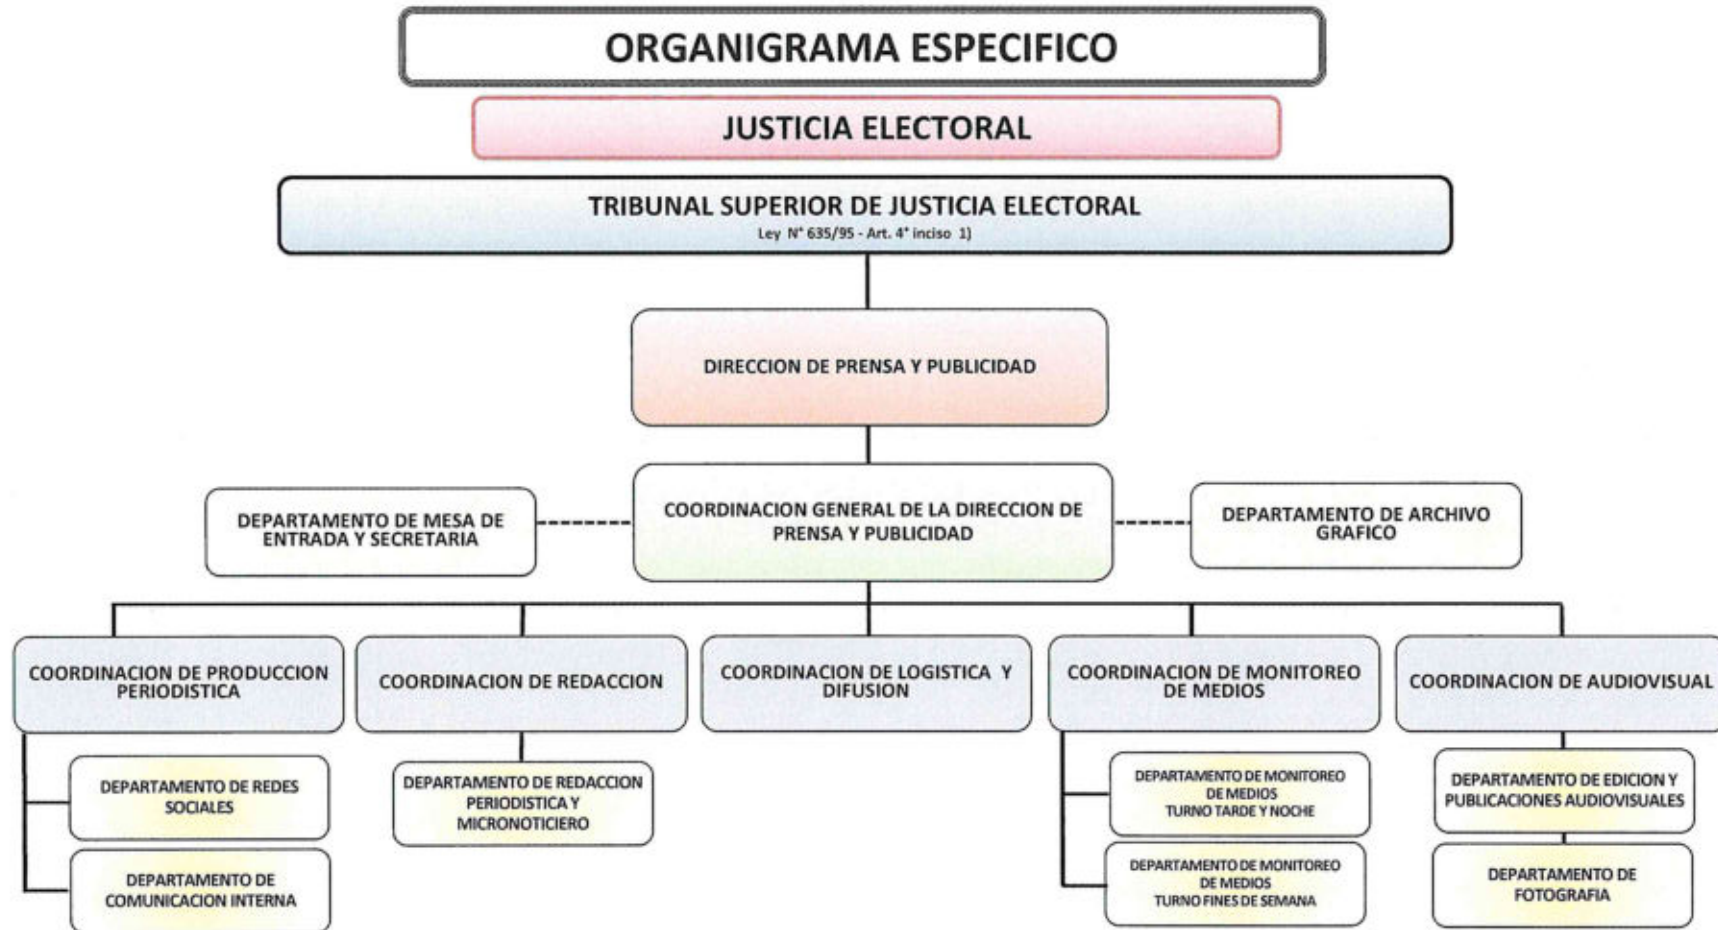 ORGANIGRAMA ESPECIFICO
JUSTICIA ELECTORAL
TRIBUNAL SUPERIOR DE JUSTICIA ELECTORAL
Ley N° 635/95 - Art. 4° inciso 1)
DIRECCION DE PRENSA Y PUBLICIDAD
DEPARTAMENTO DE MESA DE
ENTRADA Y SECRETARIA
COORDINACION GENERAL DE LA DIRECCION DE
PRENSA Y PUBLICIDAD
DEPARTAMENTO DE ARCHIVO
GRAFICO
COORDINACION DE PRODUCCION
PERIODISTICA
COORDINACION DE REDACCION
COORDINACION DE LOGISTICA Y
DIFUSION
COORDINACION DE MONITOREO
DE MEDIOS
COORDINACION DE AUDIOVISUAL
DEPARTAMENTO DE REDES
SOCIALES
DEPARTAMENTO DE REDACCION
PERIODISTICA Y
MICRONOTICIERO
DEPARTAMENTO DE MONITOREO
DE MEDIOS
TURNO TARDE Y NOCHE
DEPARTAMENTO DE EDICION Y
PUBLICACIONES AUDIOVISUALES
DEPARTAMENTO DE
COMUNICACION INTERNA
DEPARTAMENTO DE MONITOREO
DE MEDIOS
TURNO FINES DE SEMANA
DEPARTAMENTO DE
FOTOGRAFIA